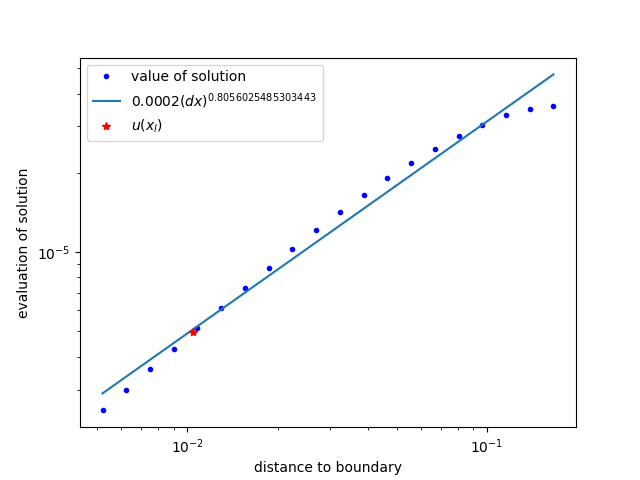 value of solution
0.0002(dx)^0.8056025485303443
u(x_l)
evaluation of solution
10^-5
10^-2
10^-1
distance to boundary